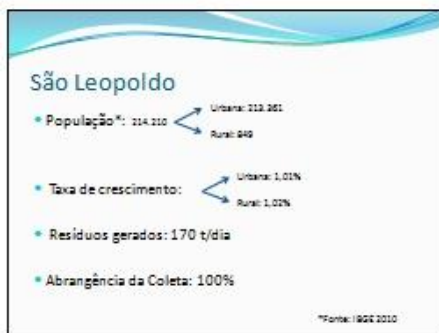 São Leopoldo
• População*: 214.210
Urbana: 213.361
Rural: 849
• Taxa de crescimento:
Urbana: 1,01%
Rural: 1,02%
• Resíduos gerados: 170 t/dia
• Abrangência da Coleta: 100%
*Fonte: IBGE 2010